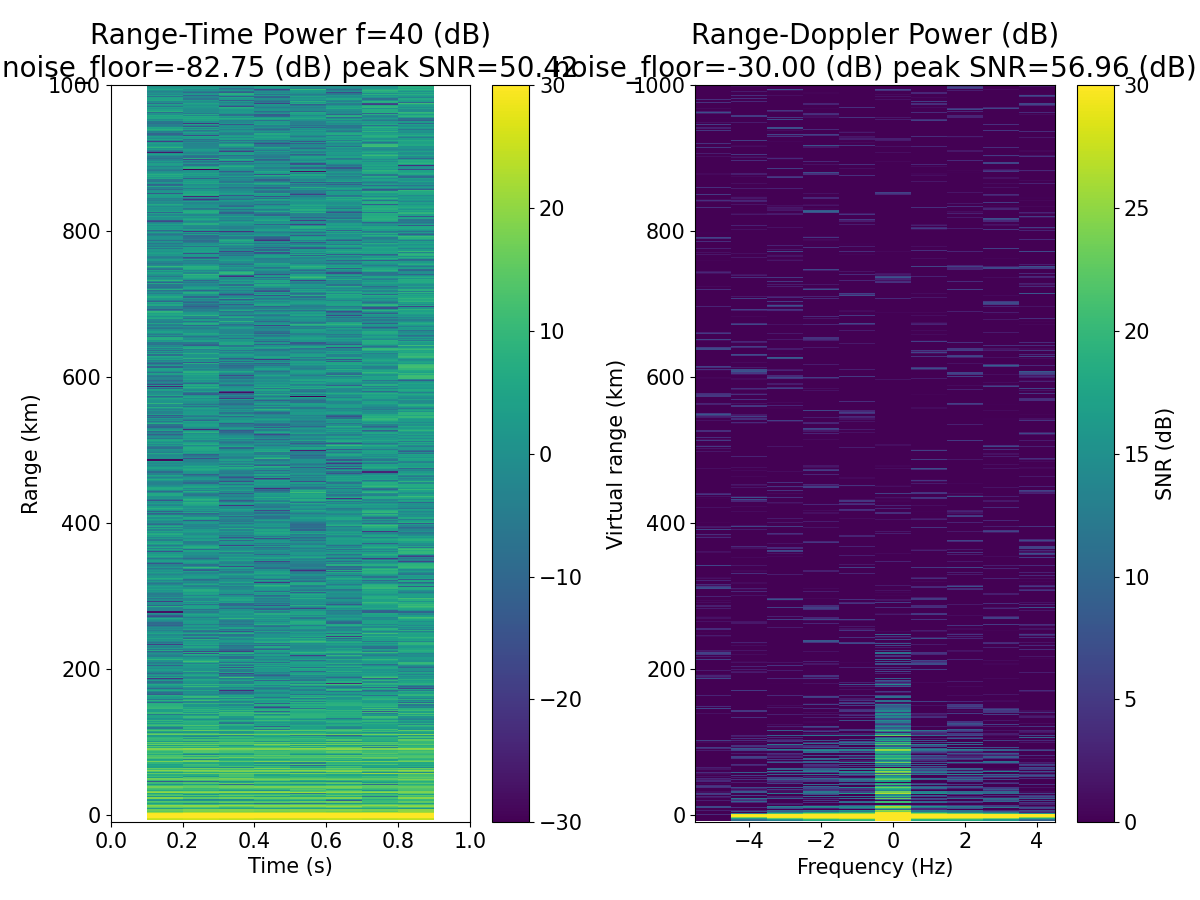 Range-Time Power f=40 (dB)
noise_floor=-82.75 (dB) peak SNR=50.42
Range-Doppler Power (dB)
noise_floor=-30.00 (dB) peak SNR=56.96 (dB)
1000
800
600
400
200
0
Range (km)
0.0 0.2 0.4 0.6 0.8 1.0
Time (s)
30
20
10
0
−10
−20
−30
1000
800
600
400
200
0
Virtual range (km)
−4 −2 0 2 4
Frequency (Hz)
30
25
20
15
10
5
0
SNR (dB)